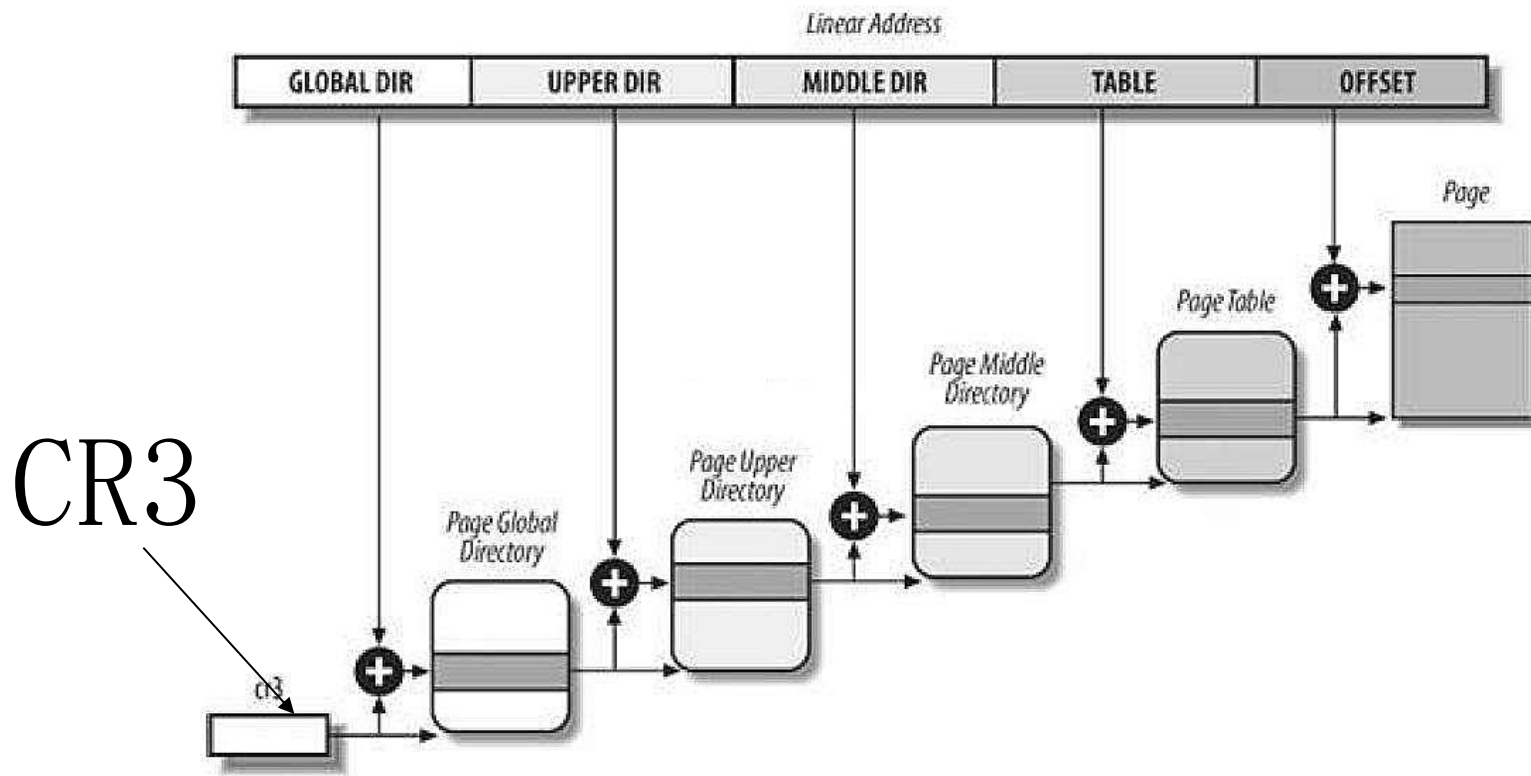 Linear Address
GLOBAL DIR UPPER DIR MIDDLE DIR TABLE OFFSET
Page
Page Table
Page Middle
Directory
CR3
Page Upper
Directory
Page Global
Directory
cr3